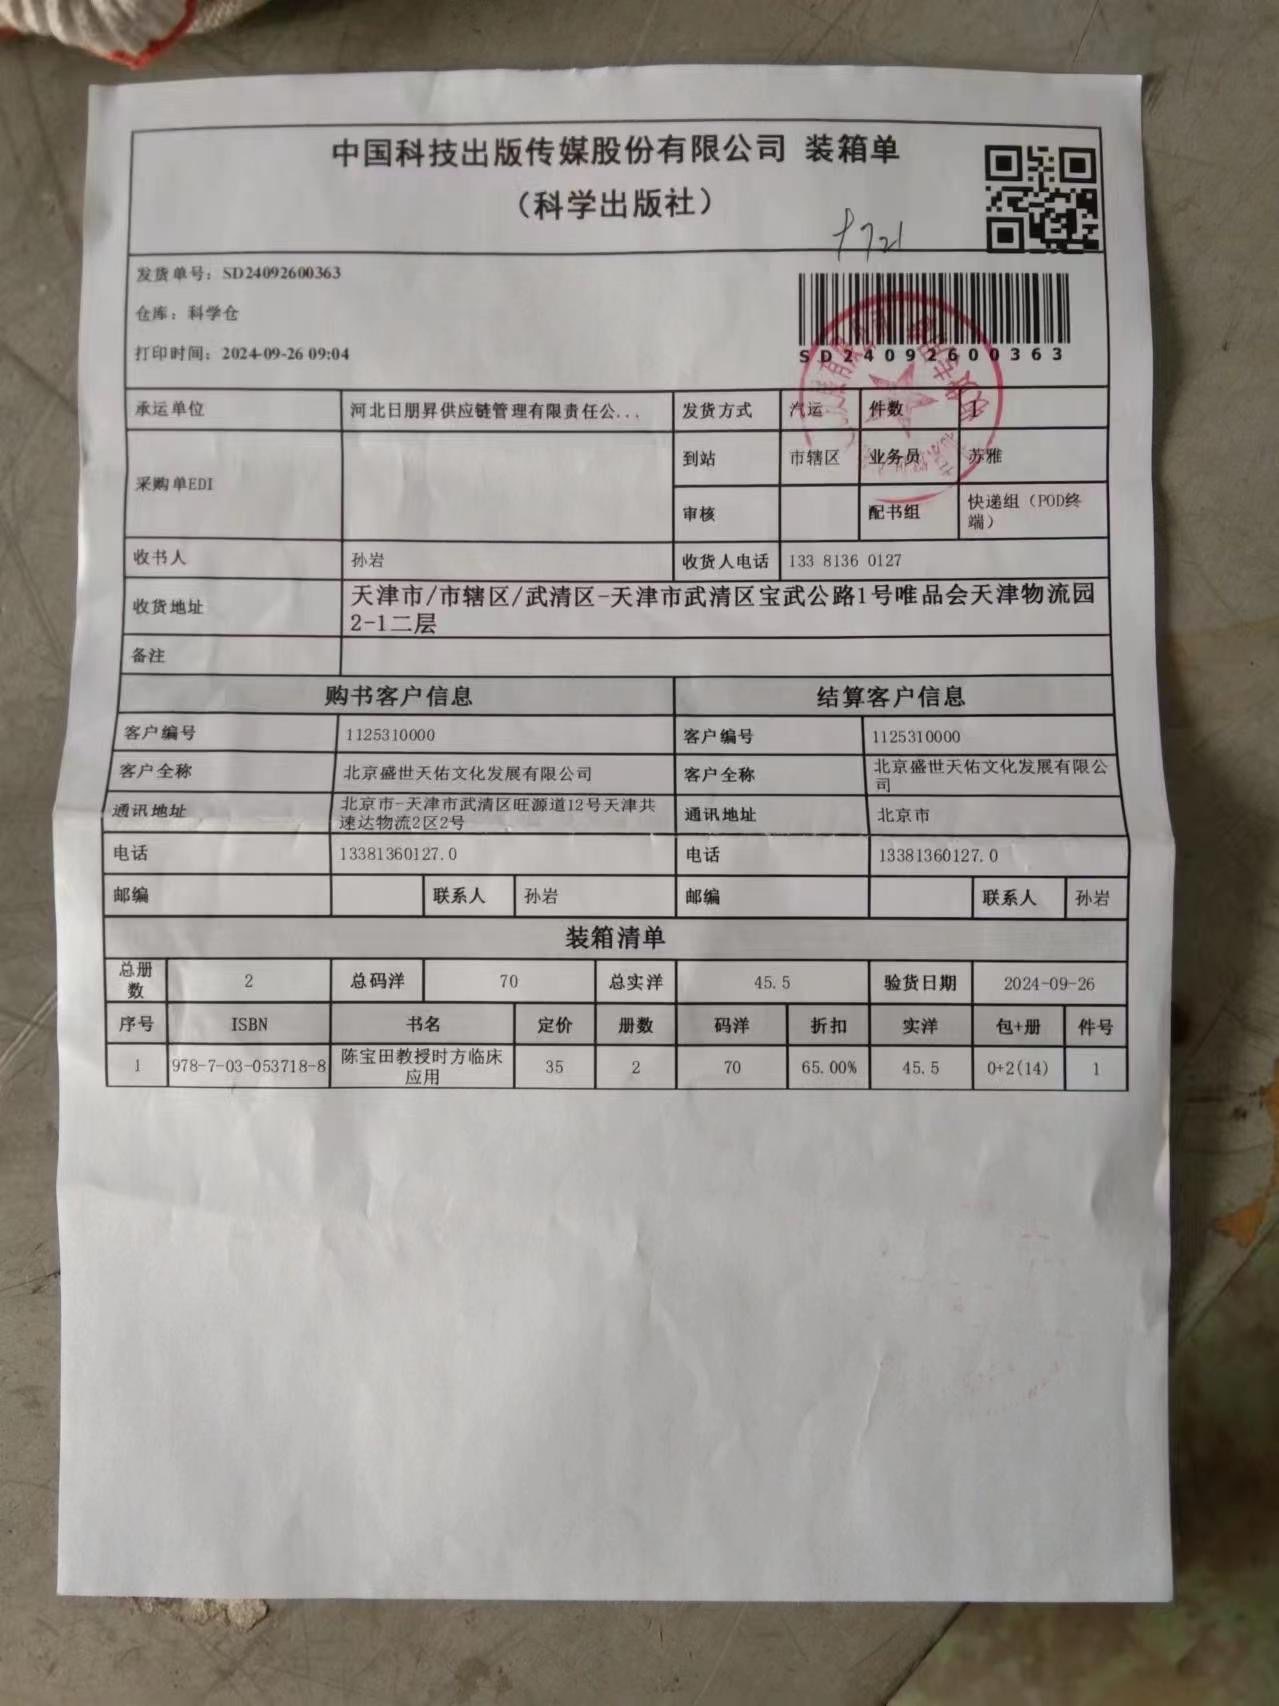 中国科技出版传媒股份有限公司 装箱单
（科学出版社）
发货单号：SD24092600363
仓库：科学仓
打印时间：2024-09-26 09:04
SD24092600363
承运单位 河北日朋昇供应链管理有限责任公... 发货方式 汽运 件数 1
采购单EDI 到站 市辖区 业务员 苏雅
审核 配书组 快递组（POD终
端）
收书人 孙岩 收货人电话 133 8136 0127
收货地址 天津市/市辖区/武清区-天津市武清区宝武公路1号唯品会天津物流园
2-1二层
备注
购书客户信息 结算客户信息
客户编号 1125310000 客户编号 1125310000
客户全称 北京盛世天佑文化发展有限公司 客户全称 北京盛世天佑文化发展有限公
司
通讯地址 北京市-天津市武清区旺源道12号天津共
速达物流2区2号 通讯地址 北京市
电话 13381360127.0 电话 13381360127.0
邮编 联系人 孙岩 邮编 联系人 孙岩
装箱清单
总册
数 2 总码洋 70 总实洋 45.5 验货日期 2024-09-26
序号 ISBN 书名 定价 册数 码洋 折扣 实洋 包+册 件号
1 978-7-03-053718-8 陈宝田教授时方临床
应用 35 2 70 65.00% 45.5 0+2(14) 1